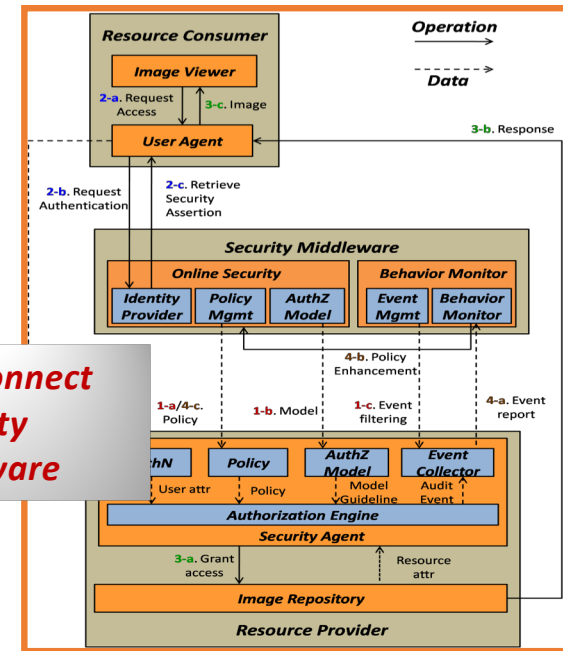 Resource Consumer
Operation
Data
Image Viewer
2-a. Request
Access
3-c. Image
User Agent
3-b. Response
2-b. Request
Authentication
2-c. Retrieve
Security
Assertion
Security Middleware
Online Security
Behavior Monitor
Identity
Provider
Policy
Mgmt
AuthZ
Model
Event
Mgmt
Behavior
Monitor
4-b. Policy
Enhancement
1-a/4-c.
Policy
1-b. Model
1-c. Event
filtering
4-a. Event
report
Policy
AuthZ
Model
Event
Collector
User attr
Policy
Model
Guideline
Audit
Event
Authorization Engine
Security Agent
3-a. Grant
access
Resource
attr
Image Repository
Resource Provider